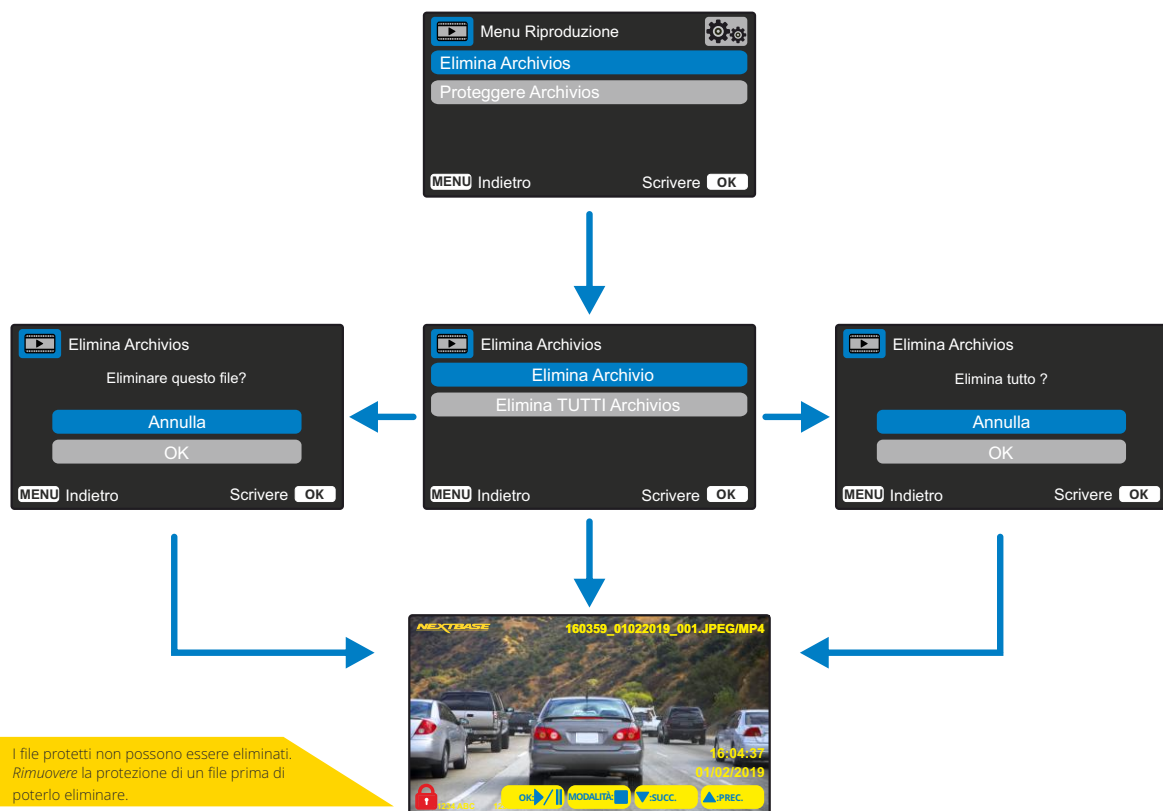 Menu Riproduzione
Elimina Archivios
Proteggere Archivios
MENU Indietro Scrivere OK
Elimina Archivios
Eliminare questo file?
Annulla
OK
MENU Indietro Scrivere OK
Elimina Archivios
Elimina Archivio
Elimina TUTTI Archivios
MENU Indietro Scrivere OK
Elimina Archivios
Elimina tutto ?
Annulla
OK
MENU Indietro Scrivere OK
NEXTBASE 160359_01022019_001.JPEG/MP4
16:04:37
01/02/2019
OK: MODALITÀ: :SUCC. :PREC.
I file protetti non possono essere eliminati.
Rimuovere la protezione di un file prima di
poterlo eliminare.